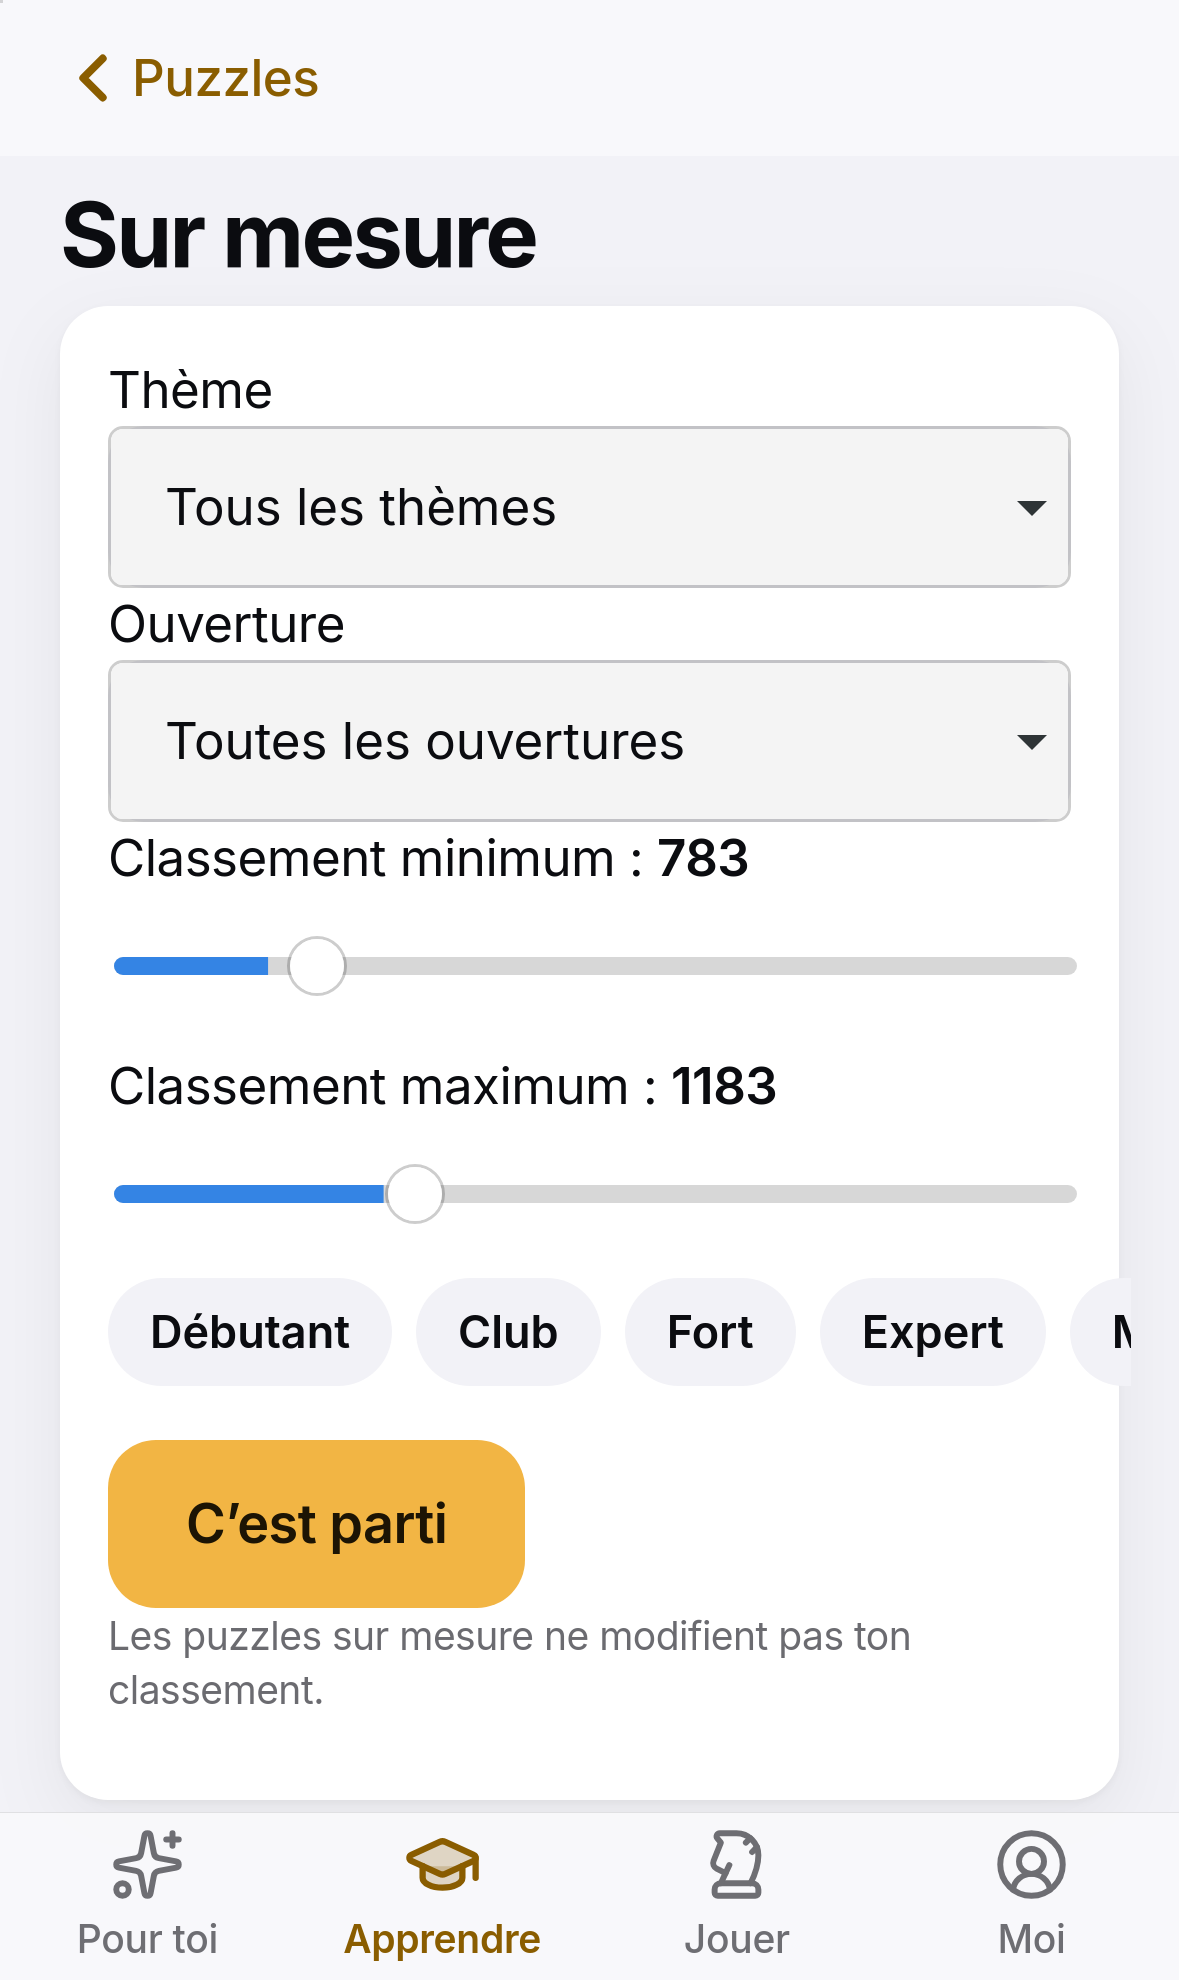 Puzzles
Sur mesure
Thème
Tous les thèmes
Ouverture
Toutes les ouvertures
Classement minimum : 783
Classement maximum : 1183
Débutant Club Fort Expert
C’est parti
Les puzzles sur mesure ne modifient pas ton
classement.
Pour toi Apprendre Jouer Moi